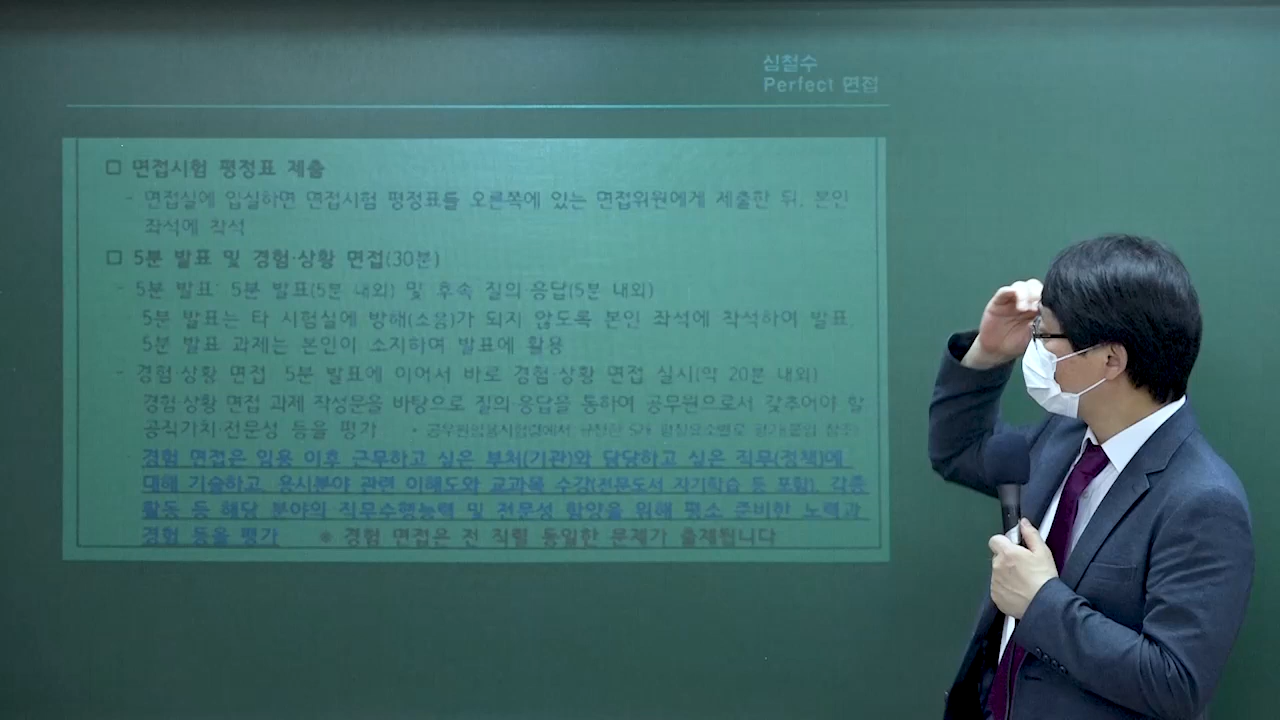 심철수
Perfect 면접
□ 면접시험 평정표 제출
- 면접실에 입실하면 면접시험 평정표를 오른쪽에 있는 면접위원에게 제출한 뒤, 본인
좌석에 착석
□ 5분 발표 및 경험·상황 면접(30분)
- 5분 발표: 5분 발표(5분 내외) 및 후속 질의·응답(5분 내외)
5분 발표는 타 시험실에 방해(소음)가 되지 않도록 본인 좌석에 착석하여 발표,
5분 발표 과제는 본인이 소지하여 발표에 활용
- 경험·상황 면접 5분 발표에 이어서 바로 경험·상황 면접 실시(약 20분 내외)
경험·상황 면접 과제 작성문을 바탕으로 질의·응답을 통하여 공무원으로서 갖추어야 할
공직가치·전문성 등을 평가 * 공무원임용시험령에서 규정한 5개
경험 면접은 임용 이후 근무하고 싶은 부처(기관)와 담당하고 싶은 직무(정책)에
대해 기술하고, 응시분야 관련 이해도와 교과목 수강(전문도서 자기학습 등 포함), 각종
활동 등 해당 분야의 직무수행능력 및 전문성 함양을 위해 평소 준비한 노력과
경험 등을 평가 ※ 경험 면접은 전 직렬 동일한 문제가 출제됩니다